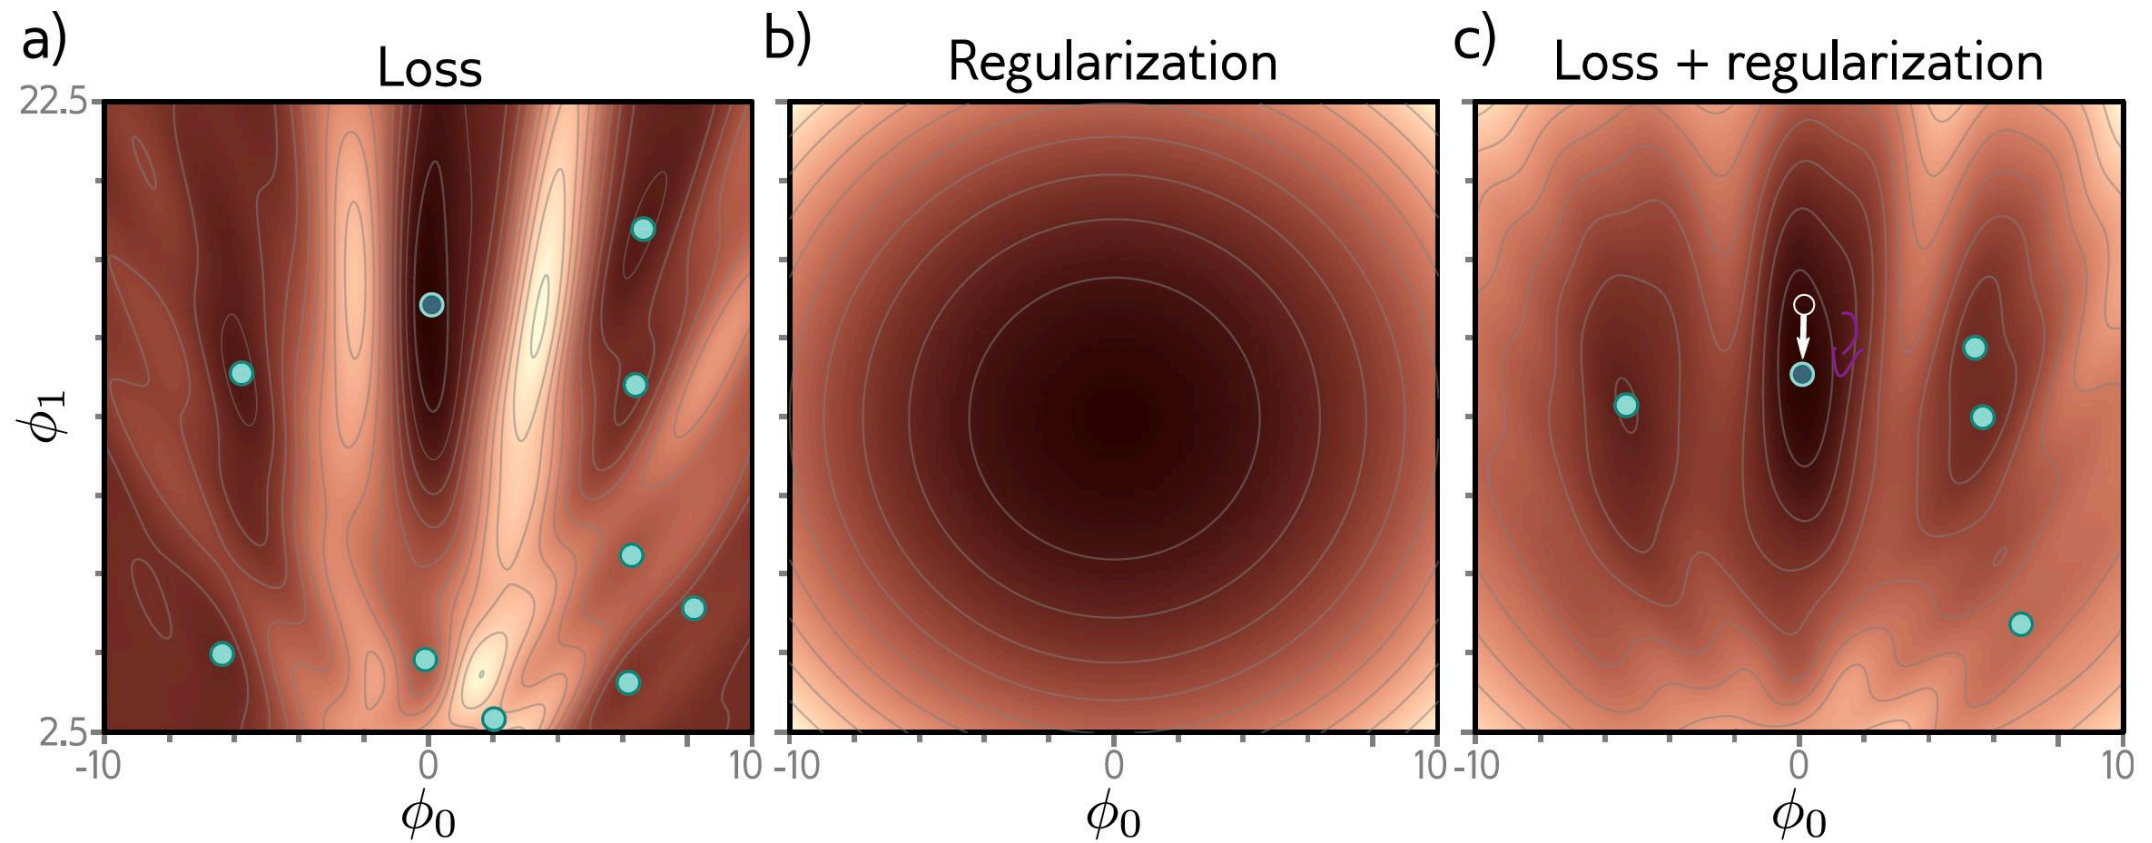 a) Loss
b) Regularization
c) Loss + regularization
22.5
ϕ₁
2.5
-10 0 10
-10 0 10
-10 0 10
ϕ₀
ϕ₀
ϕ₀